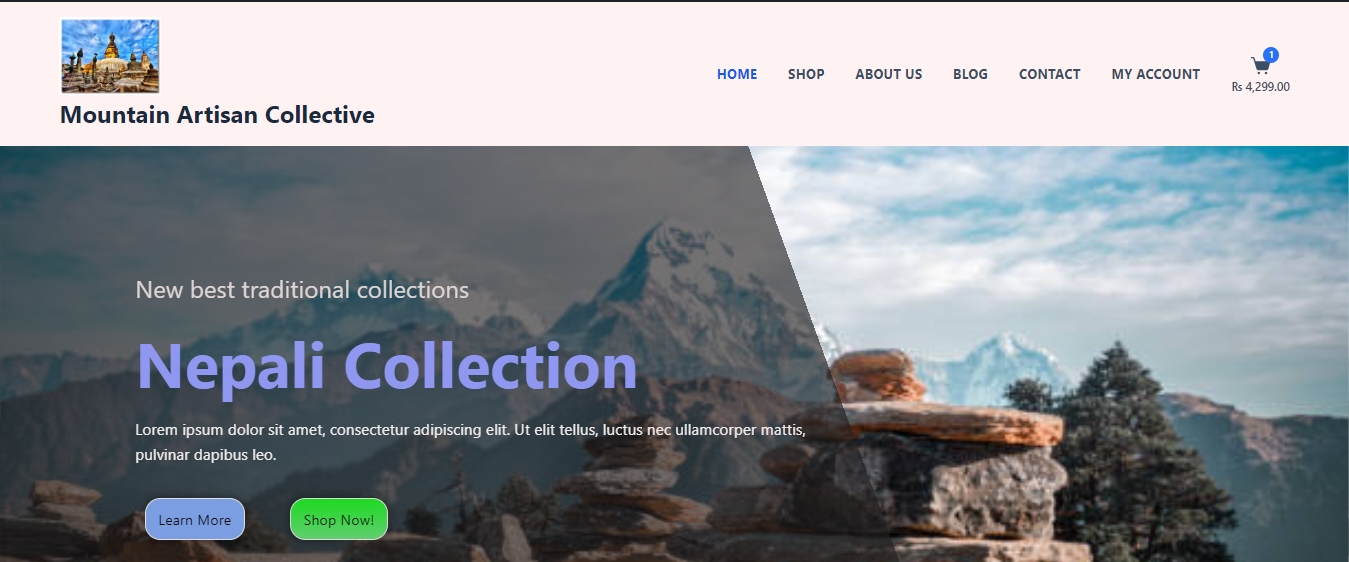 Mountain Artisan Collective
HOME SHOP ABOUT US BLOG CONTACT MY ACCOUNT
1
Rs 4,299.00
New best traditional collections
Nepali Collection
Lorem ipsum dolor sit amet, consectetur adipiscing elit. Ut elit tellus, luctus nec ullamcorper mattis,
pulvinar dapibus leo.
Learn More Shop Now!